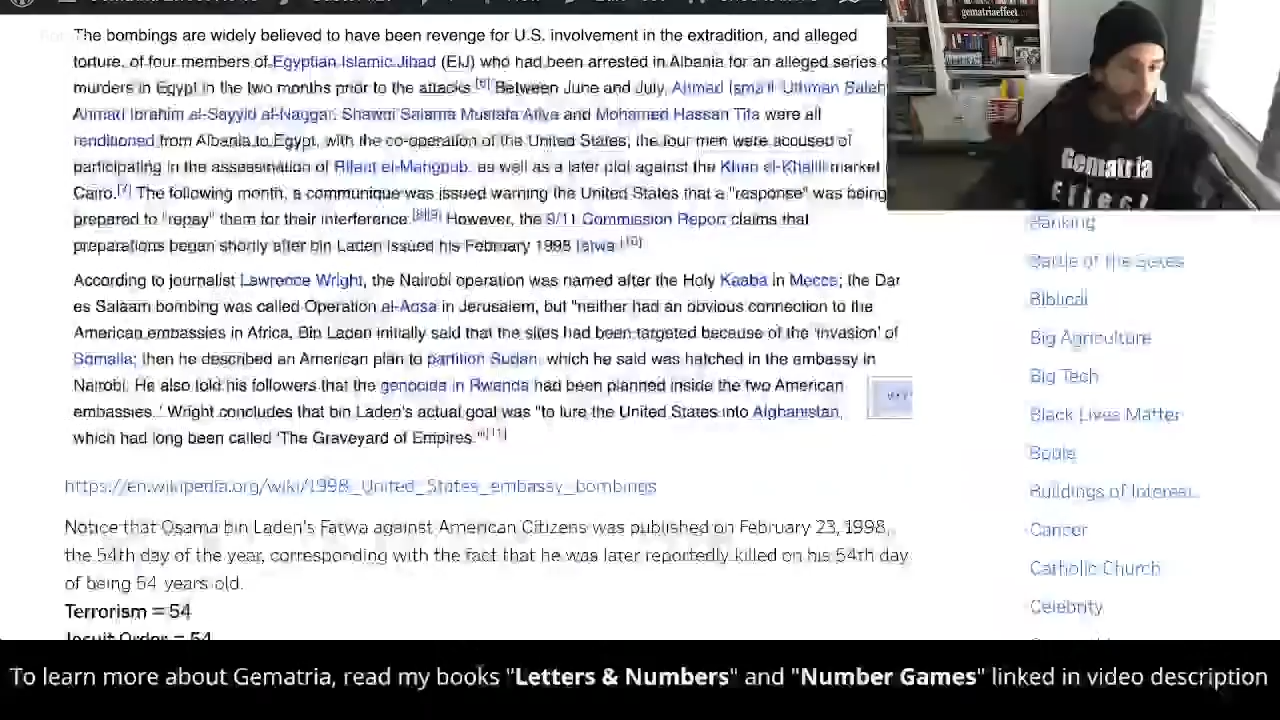 gematriaeffect.
Gematria
Effect
The bombings are widely believed to have been revenge for U.S. involvement in the extradition, and alleged
torture, of four members of Egyptian Islamic Jihad (EIJ) who had been arrested in Albania for an alleged series
murders in Egypt in the two months prior to the attacks.[6] Between June and July, Ahmad Isma'il 'Uthman Saleh
Ahmad Ibrahim al-Sayyid al-Naggar, Shawqi Salama Mustafa Atiya and Mohamed Hassan Tita were all
renditioned from Albania to Egypt, with the co-operation of the United States; the four men were accused of
participating in the assassination of Rifaat el-Mahgoub, as well as a later plot against the Khan el-Khalili market
Cairo.[7] The following month, a communique was issued warning the United States that a "response" was being
prepared to "repay" them for their interference.[8][9] However, the 9/11 Commission Report claims that
preparations began shortly after bin Laden issued his February 1998 fatwa.[10]
According to journalist Lawrence Wright, the Nairobi operation was named after the Holy Kaaba in Mecca; the Dar
es Salaam bombing was called Operation al-Aqsa in Jerusalem, but "neither had an obvious connection to the
American embassies in Africa. Bin Laden initially said that the sites had been targeted because of the 'invasion' of
Somalia; then he described an American plan to partition Sudan, which he said was hatched in the embassy in
Nairobi. He also told his followers that the genocide in Rwanda had been planned inside the two American
embassies.' Wright concludes that bin Laden's actual goal was "to lure the United States into Afghanistan,
which had long been called 'The Graveyard of Empires.'"[11]
https://en.wikipedia.org/wiki/1998_United_States_embassy_bombings
Notice that Osama bin Laden's Fatwa against American Citizens was published on February 23, 1998,
the 54th day of the year, corresponding with the fact that he was later reportedly killed on his 54th day
of being 54 years old.
Terrorism = 54
Jesuit Order = 54
Banking
Battle of the Sexes
Biblical
Big Agriculture
Big Tech
Black Lives Matter
Boule
Buildings of Interest
Cancer
Catholic Church
Celebrity
To learn more about Gematria, read my books "Letters & Numbers" and "Number Games" linked in video description